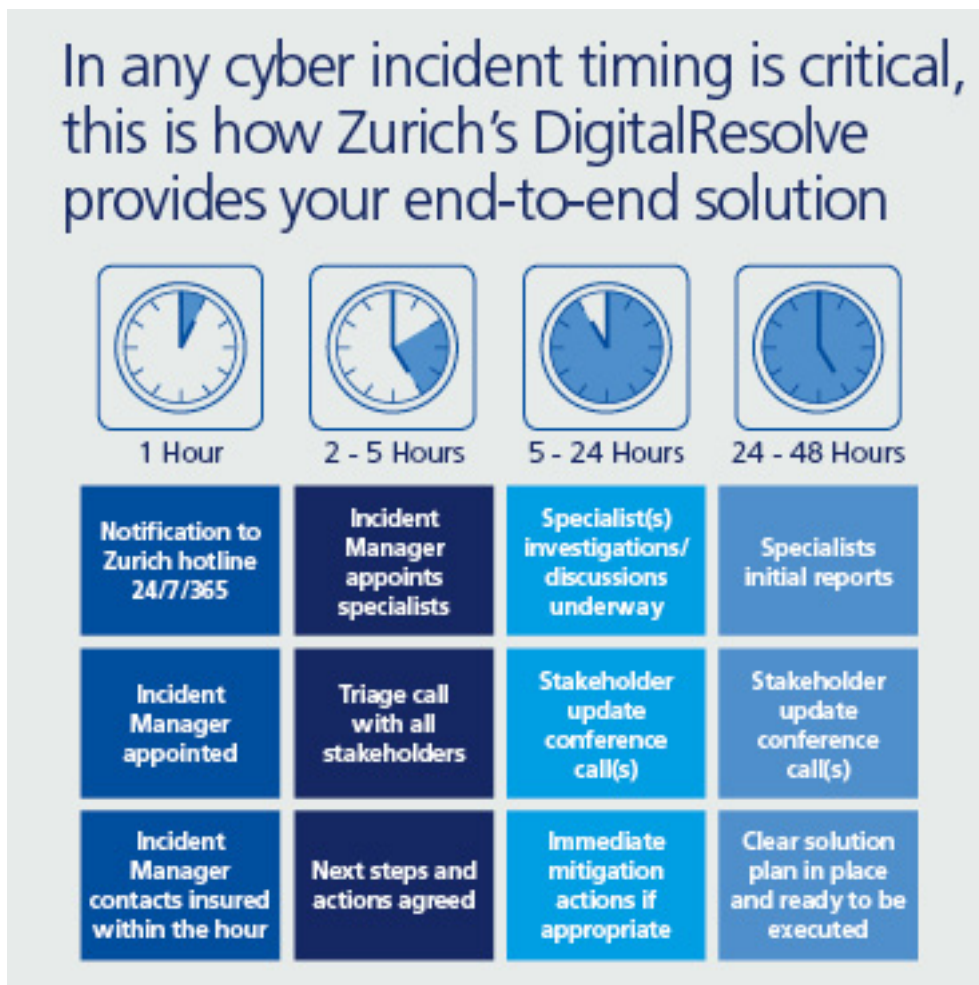 In any cyber incident timing is critical,
this is how Zurich's DigitalResolve
provides your end-to-end solution
1 Hour
2 - 5 Hours
5 - 24 Hours
24 - 48 Hours
Notification to
Zurich hotline
24/7/365
Incident
Manager
appoints
specialists
Specialist(s)
investigations/
discussions
underway
Specialists
initial reports
Incident
Manager
appointed
Triage call
with all
stakeholders
Stakeholder
update
conference
call(s)
Stakeholder
update
conference
call(s)
Incident
Manager
contacts insured
within the hour
Next steps and
actions agreed
Immediate
mitigation
actions if
appropriate
Clear solution
plan in place
and ready to be
executed